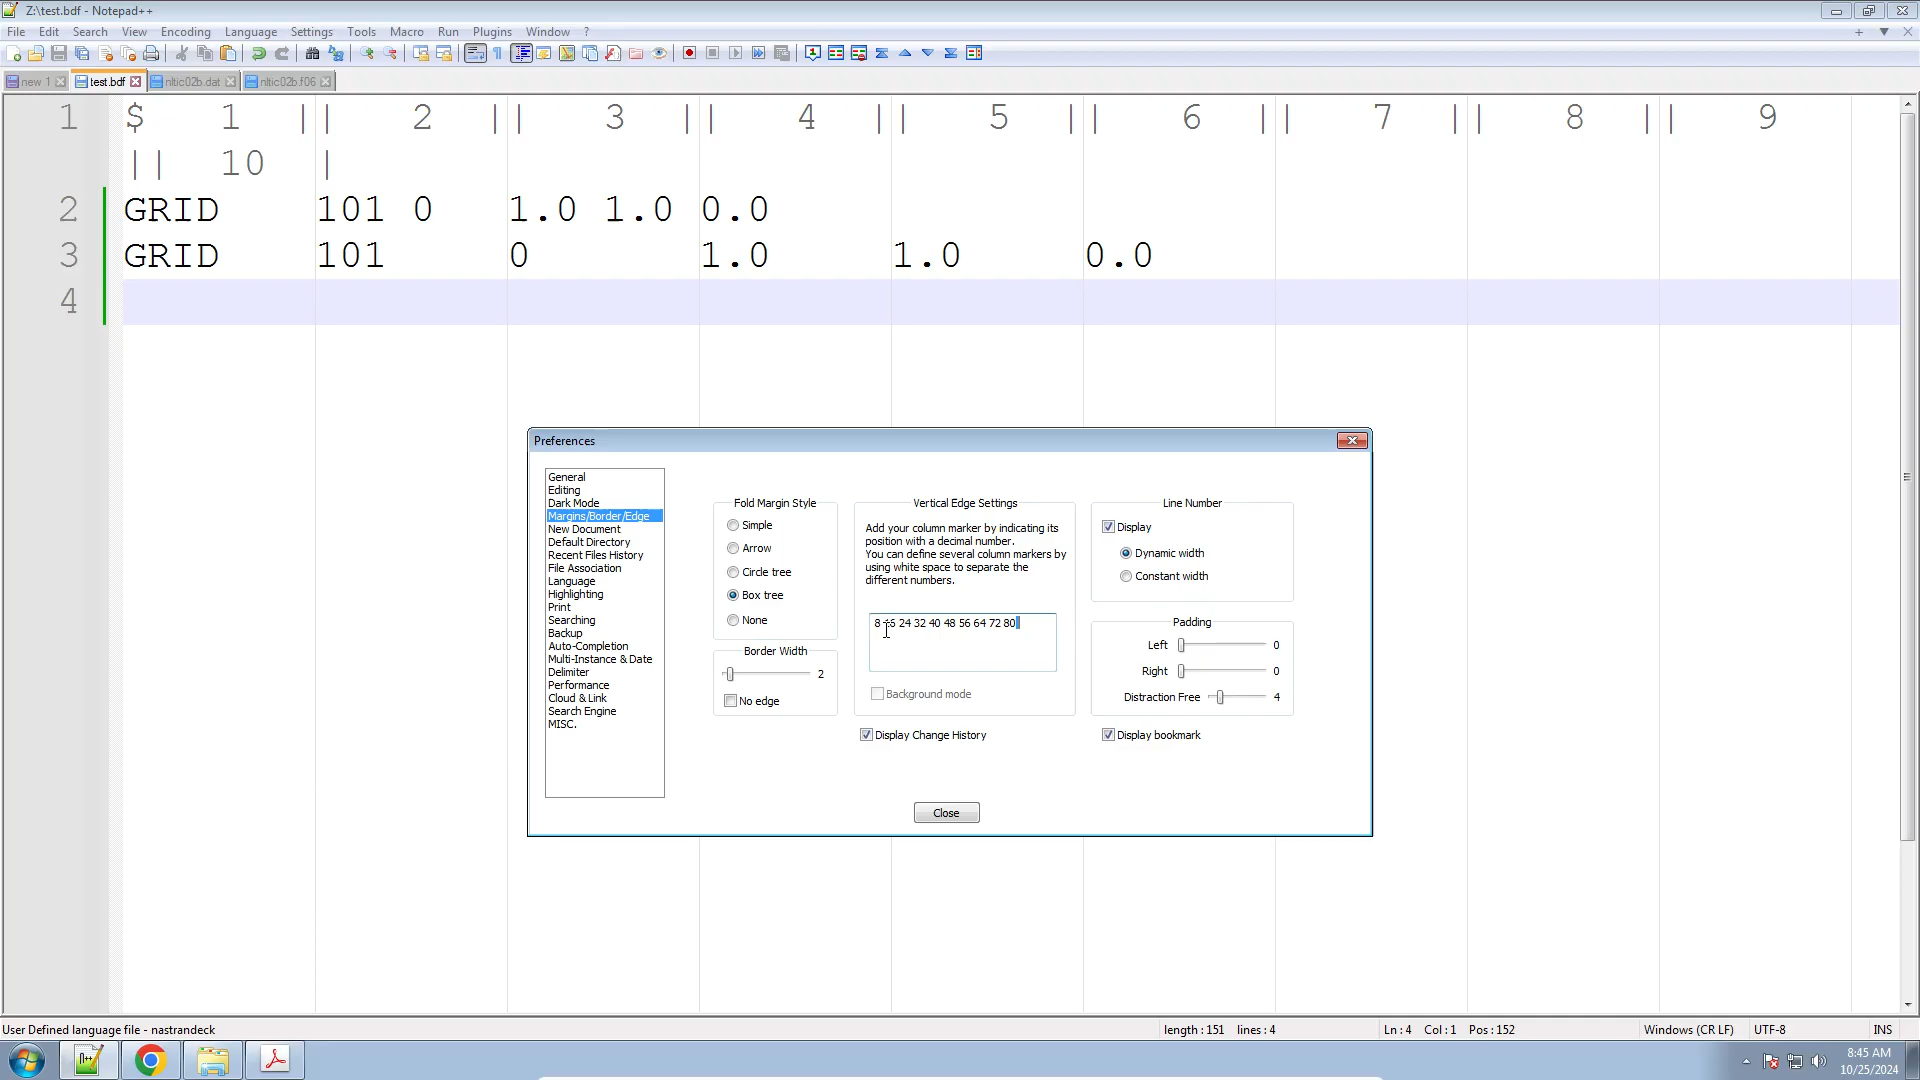 Z:\test.bdf - Notepad++
File Edit Search View Encoding Language Settings Tools Macro Run Plugins Window ?
new 1 test.bdf nltic02b.dat nltic02b.f06
1 $ 1 || 2 || 3 || 4 || 5 || 6 || 7 || 8 || 9
|| 10 |
2 GRID 101 0 1.0 1.0 0.0
3 GRID 101 0 1.0 1.0 0.0
4
Preferences
General
Editing
Dark Mode
Margins/Border/Edge
New Document
Default Directory
Recent Files History
File Association
Language
Highlighting
Print
Searching
Backup
Auto-Completion
Multi-Instance & Date
Delimiter
Performance
Cloud & Link
Search Engine
MISC.
Fold Margin Style
Simple
Arrow
Circle tree
Box tree
None
Border Width
2
No edge
Vertical Edge Settings
Add your column marker by indicating its
position with a decimal number.
You can define several column markers by
using white space to separate the
different numbers.
8 16 24 32 40 48 56 64 72 80
Background mode
Display Change History
Line Number
Display
Dynamic width
Constant width
Padding
Left 0
Right 0
Distraction Free 4
Display bookmark
Close
User Defined language file - nastrandeck length : 151 lines : 4 Ln : 4 Col : 1 Pos : 152 Windows (CR LF) UTF-8 INS
8:45 AM
10/25/2024